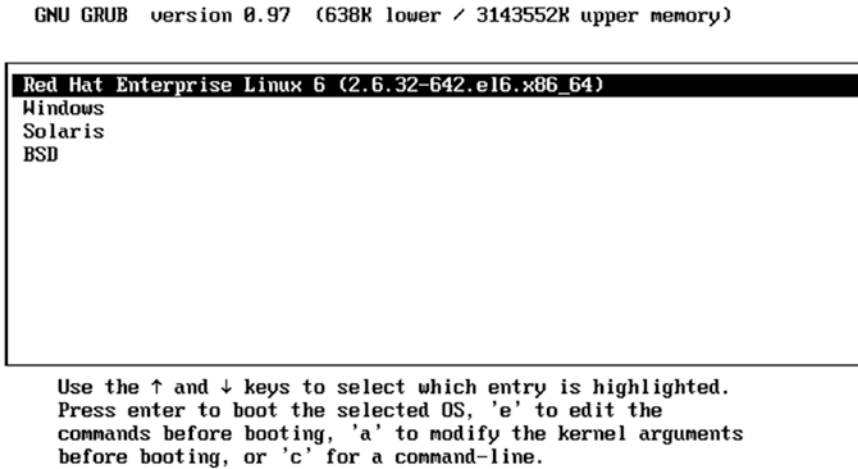 GNU GRUB  version 0.97  (638K lower / 3143552K upper memory)
Red Hat Enterprise Linux 6 (2.6.32-642.el6.x86_64)
Windows
Solaris
BSD
Use the ↑ and ↓ keys to select which entry is highlighted.
Press enter to boot the selected OS, 'e' to edit the
commands before booting, 'a' to modify the kernel arguments
before booting, or 'c' for a command-line.